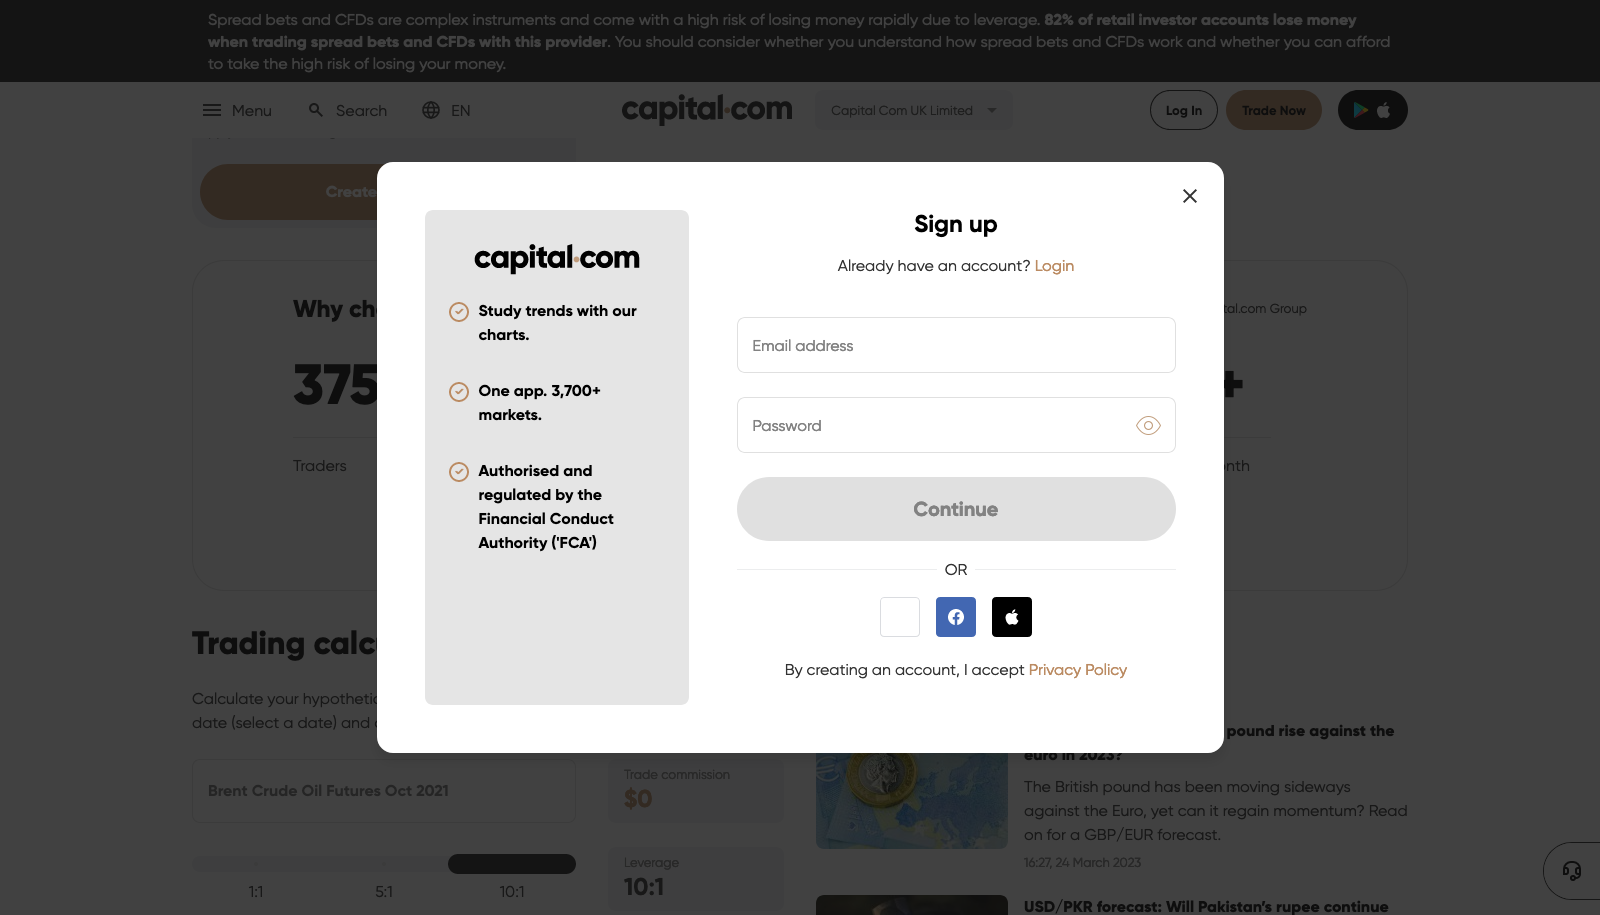 Spread bets and CFDs are complex instruments and come with a high risk of losing money rapidly due to leverage. 82% of retail investor accounts lose money
when trading spread bets and CFDs with this provider. You should consider whether you understand how spread bets and CFDs work and whether you can afford
to take the high risk of losing your money.
Menu Search EN capital.com Capital Com UK Limited Log In Trade Now
Create
Sign up
Already have an account? Login
Email address
Password
Continue
OR
By creating an account, I accept Privacy Policy
capital.com
Study trends with our
charts.
One app. 3,700+
markets.
Authorised and
regulated by the
Financial Conduct
Authority ('FCA')
Why
tal.com Group
375
+
Traders
Trading
Calculate your
date (select a date) and
Brent Crude Oil Futures Oct 2021
1:1 5:1 10:1
Trade commission
$0
Leverage
10:1
pound rise against the
euro in 2023?
The British pound has been moving sideways
against the Euro, yet can it regain momentum? Read
on for a GBP/EUR forecast.
16:27, 24 March 2023
USD/PKR forecast: Will Pakistan's rupee continue